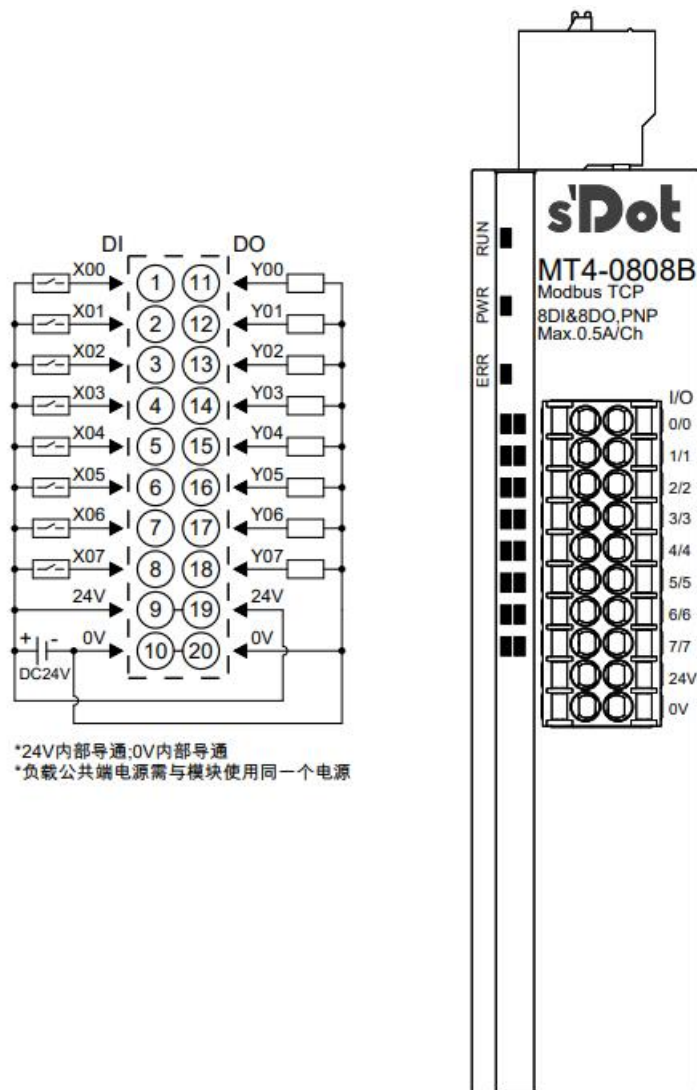 DI DO
X00 1 11 Y00
X01 2 12 Y01
X02 3 13 Y02
X03 4 14 Y03
X04 5 15 Y04
X05 6 16 Y05
X06 7 17 Y06
X07 8 18 Y07
24V 9 19 24V
+ - 0V 10 20 0V
DC24V
*24V内部导通;0V内部导通
*负载公共端电源需与模块使用同一个电源
s'Dot
RUN
PWR
ERR
MT4-0808B
Modbus TCP
8DI&8DO,PNP
Max.0.5A/Ch
I/O
0/0
1/1
2/2
3/3
4/4
5/5
6/6
7/7
24V
0V